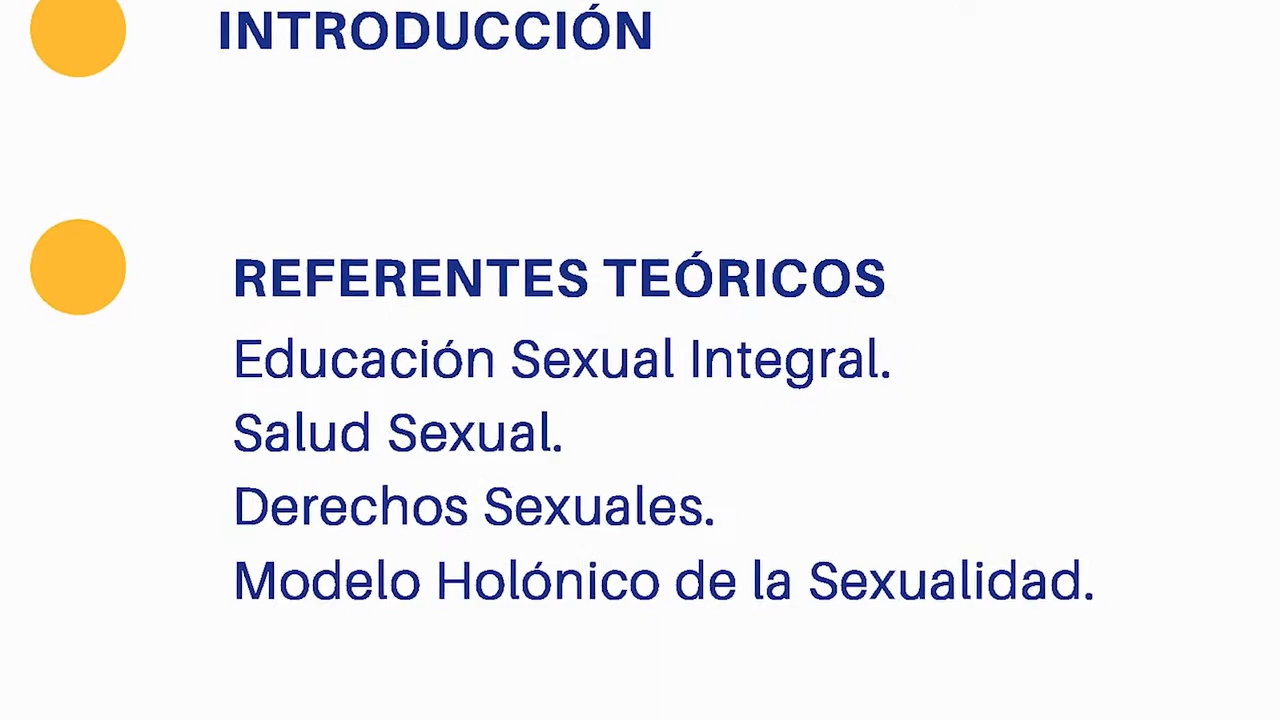 INTRODUCCIÓN
REFERENTES TEÓRICOS
Educación Sexual Integral.
Salud Sexual.
Derechos Sexuales.
Modelo Holónico de la Sexualidad.